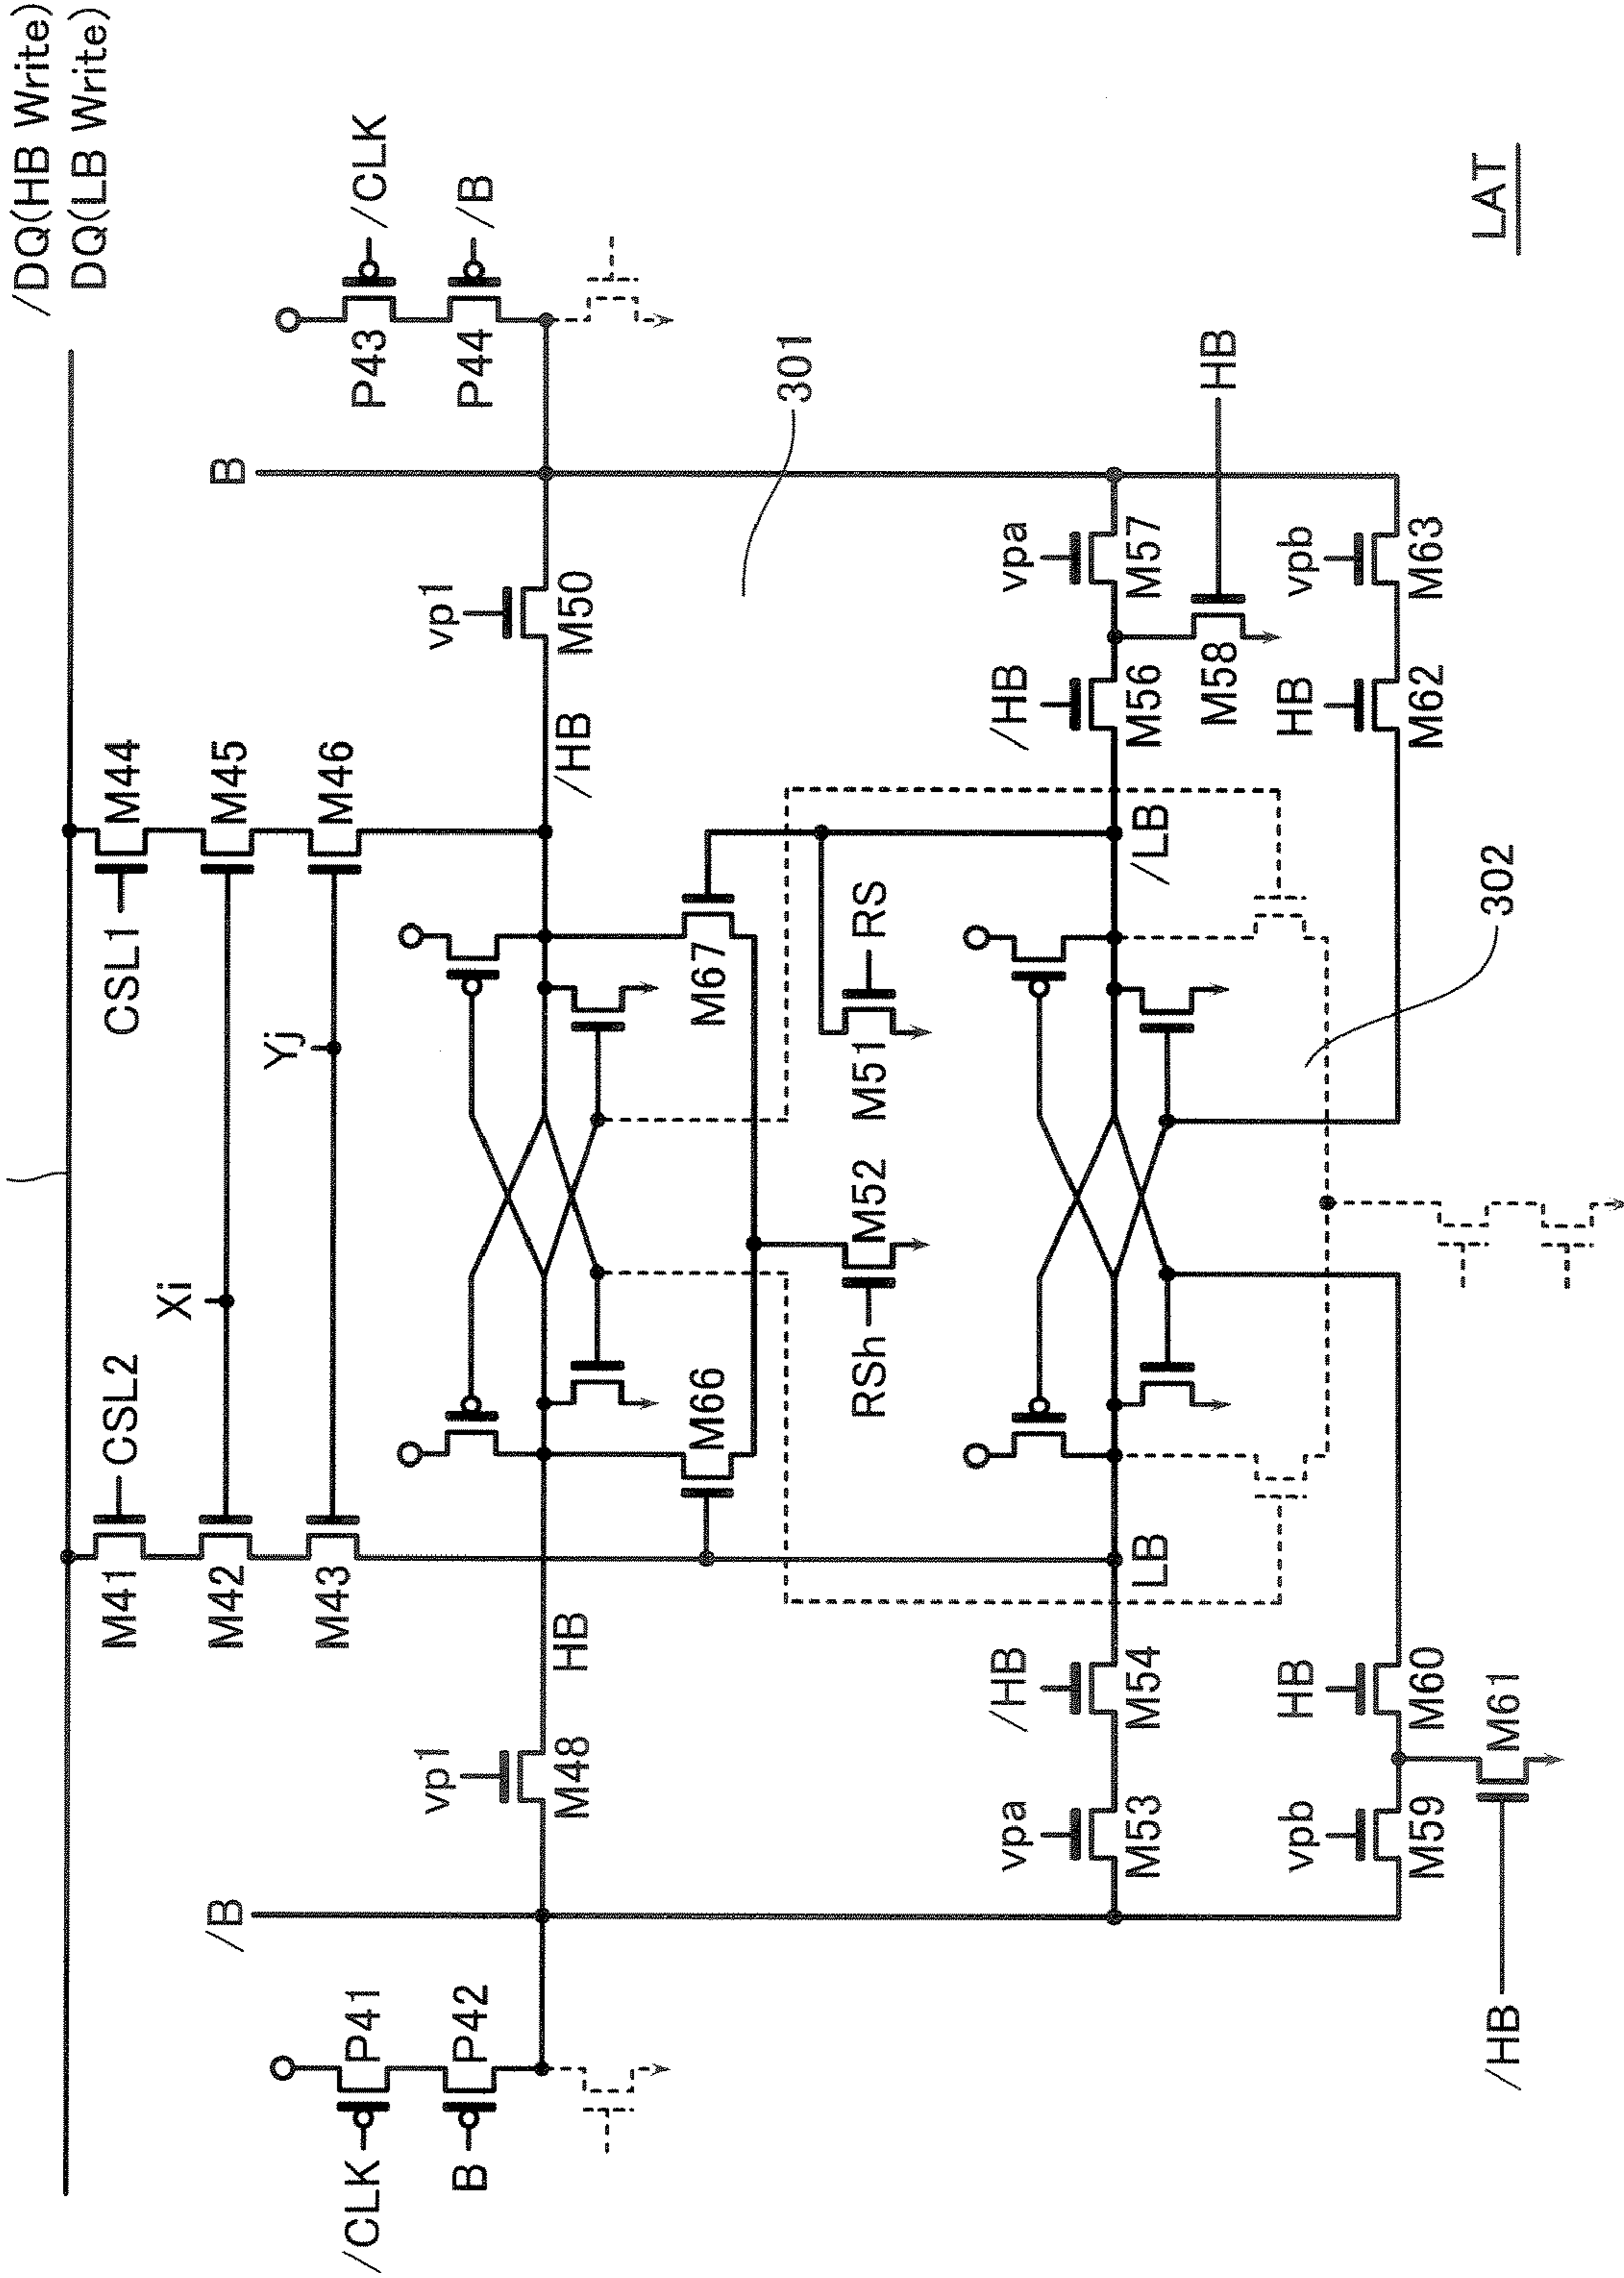 /DQ(HB Write)
DQ(LB Write)
/CLK
P43
/B
P44
B
301
HB
vp1
M50
/HB
vpa
M57
vpb
M63
/HB
M56
M58
HB
M62
M44
M45
M46
CSL1
Yj
M67
RS
M51
/LB
302
Xi
M52
RSh
CSL2
M41
M42
M43
M66
LB
HB
vp1
M48
/HB
M54
HB
M60
M61
vpa
M53
vpb
M59
/B
P41
P42
/CLK
B
/HB
LAT